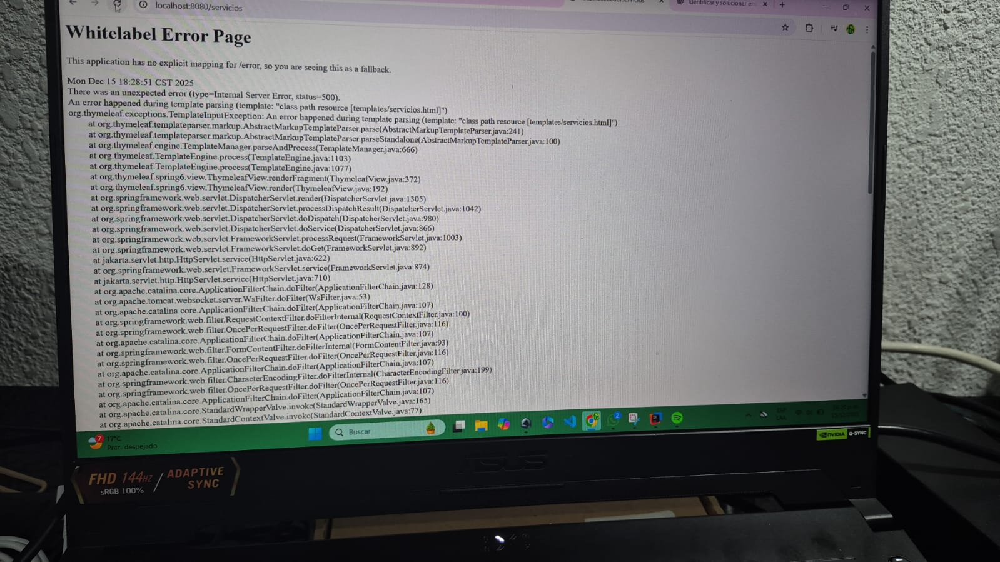 localhost:8080/servicios
Identificar y solucionar
Whitelabel Error Page
This application has no explicit mapping for /error, so you are seeing this as a fallback.
Mon Dec 15 18:28:51 CST 2025
There was an unexpected error (type=Internal Server Error, status=500).
An error happened during template parsing (template: "class path resource [templates/servicios.html]")
org.thymeleaf.exceptions.TemplateInputException: An error happened during template parsing (template: "class path resource [templates/servicios.html]")
at org.thymeleaf.templateparser.markup.AbstractMarkupTemplateParser.parse(AbstractMarkupTemplateParser.java:241)
at org.thymeleaf.templateparser.markup.AbstractMarkupTemplateParser.parseStandalone(AbstractMarkupTemplateParser.java:100)
at org.thymeleaf.engine.TemplateManager.parseAndProcess(TemplateManager.java:666)
at org.thymeleaf.TemplateEngine.process(TemplateEngine.java:1103)
at org.thymeleaf.TemplateEngine.process(TemplateEngine.java:1077)
at org.thymeleaf.spring6.view.ThymeleafView.renderFragment(ThymeleafView.java:372)
at org.thymeleaf.spring6.view.ThymeleafView.render(ThymeleafView.java:192)
at org.springframework.web.servlet.DispatcherServlet.render(DispatcherServlet.java:1305)
at org.springframework.web.servlet.DispatcherServlet.processDispatchResult(DispatcherServlet.java:1042)
at org.springframework.web.servlet.DispatcherServlet.doDispatch(DispatcherServlet.java:980)
at org.springframework.web.servlet.DispatcherServlet.doService(DispatcherServlet.java:866)
at org.springframework.web.servlet.FrameworkServlet.processRequest(FrameworkServlet.java:1003)
at org.springframework.web.servlet.FrameworkServlet.doGet(FrameworkServlet.java:892)
at jakarta.servlet.http.HttpServlet.service(HttpServlet.java:622)
at org.springframework.web.servlet.FrameworkServlet.service(FrameworkServlet.java:874)
at jakarta.servlet.http.HttpServlet.service(HttpServlet.java:710)
at org.apache.catalina.core.ApplicationFilterChain.doFilter(ApplicationFilterChain.java:128)
at org.apache.tomcat.websocket.server.WsFilter.doFilter(WsFilter.java:53)
at org.apache.catalina.core.ApplicationFilterChain.doFilter(ApplicationFilterChain.java:107)
at org.springframework.web.filter.RequestContextFilter.doFilterInternal(RequestContextFilter.java:100)
at org.springframework.web.filter.OncePerRequestFilter.doFilter(OncePerRequestFilter.java:116)
at org.apache.catalina.core.ApplicationFilterChain.doFilter(ApplicationFilterChain.java:107)
at org.springframework.web.filter.FormContentFilter.doFilterInternal(FormContentFilter.java:93)
at org.springframework.web.filter.OncePerRequestFilter.doFilter(OncePerRequestFilter.java:116)
at org.apache.catalina.core.ApplicationFilterChain.doFilter(ApplicationFilterChain.java:107)
at org.springframework.web.filter.CharacterEncodingFilter.doFilterInternal(CharacterEncodingFilter.java:199)
at org.springframework.web.filter.OncePerRequestFilter.doFilter(OncePerRequestFilter.java:116)
at org.apache.catalina.core.ApplicationFilterChain.doFilter(ApplicationFilterChain.java:107)
at org.apache.catalina.core.StandardWrapperValve.invoke(StandardWrapperValve.java:165)
at org.apache.catalina.core.StandardContextValve.invoke(StandardContextValve.java:77)
7
17°C
Prac. despejado
Buscar
2
ESP
LAA
NVIDIA G-SYNC
ASUS
FHD 144HZ / ADAPTIVE SYNC
sRGB 100%